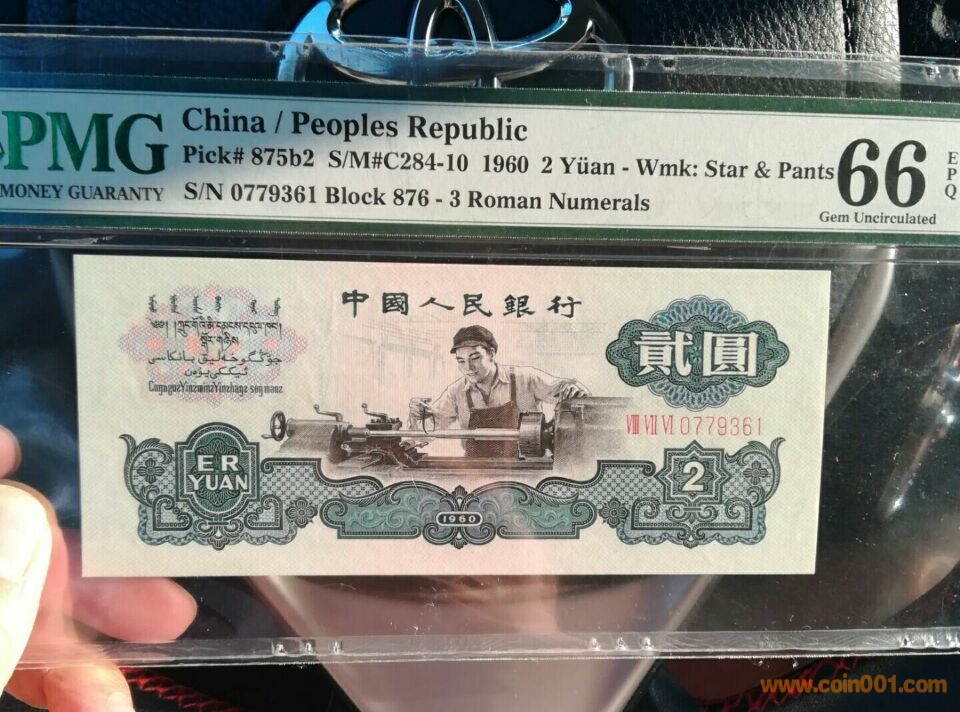 PMG
MONEY GUARANTY
China / Peoples Republic
Pick# 875b2 S/M#C284-10 1960 2 Yüan - Wmk: Star & Pants
S/N 0779361 Block 876 - 3 Roman Numerals
66
EPQ
Gem Uncirculated
中國人民銀行
貳圓
VIII VII VI 0779361
ER
YUAN
1960
2
www.coin001.com